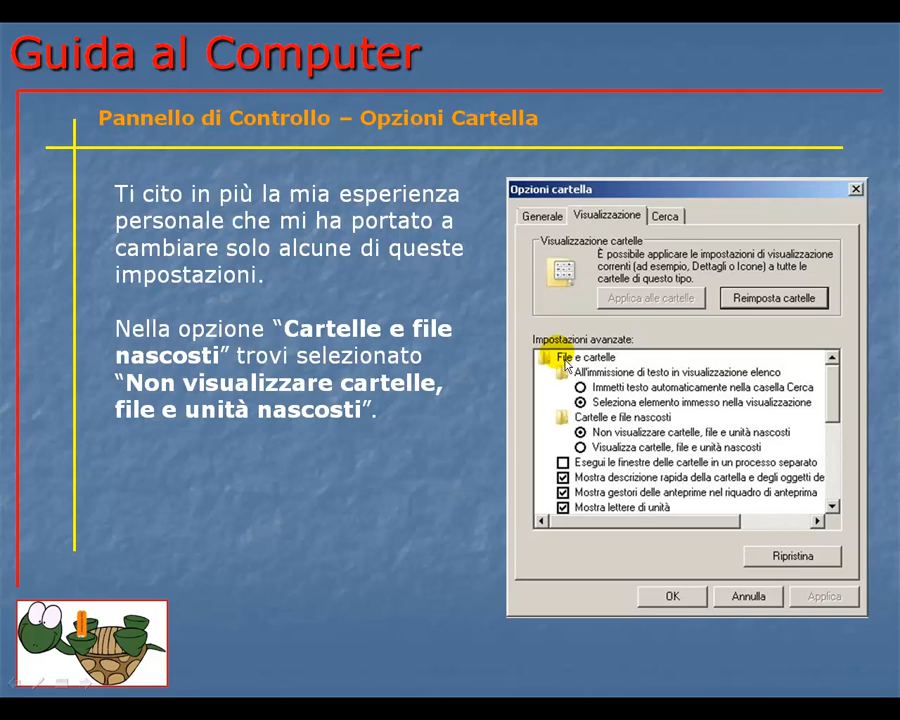 Guida al Computer
Pannello di Controllo – Opzioni Cartella
Ti cito in più la mia esperienza
personale che mi ha portato a
cambiare solo alcune di queste
impostazioni.
Nella opzione “Cartelle e file
nascosti” trovi selezionato
“Non visualizzare cartelle,
file e unità nascosti”.
Opzioni cartella
Generale
Visualizzazione
Cerca
Visualizzazione cartelle
È possibile applicare le impostazioni di visualizzazione
correnti (ad esempio, Dettagli o Icone) a tutte le
cartelle di questo tipo.
Applica alle cartelle
Reimposta cartelle
Impostazioni avanzate:
File e cartelle
All'immissione di testo in visualizzazione elenco
Immetti testo automaticamente nella casella Cerca
Seleziona elemento immesso nella visualizzazione
Cartelle e file nascosti
Non visualizzare cartelle, file e unità nascosti
Visualizza cartelle, file e unità nascosti
Esegui le finestre delle cartelle in un processo separato
Mostra descrizione rapida della cartella e degli oggetti de
Mostra gestori delle anteprime nel riquadro di anteprima
Mostra lettere di unità
Ripristina
OK
Annulla
Applica